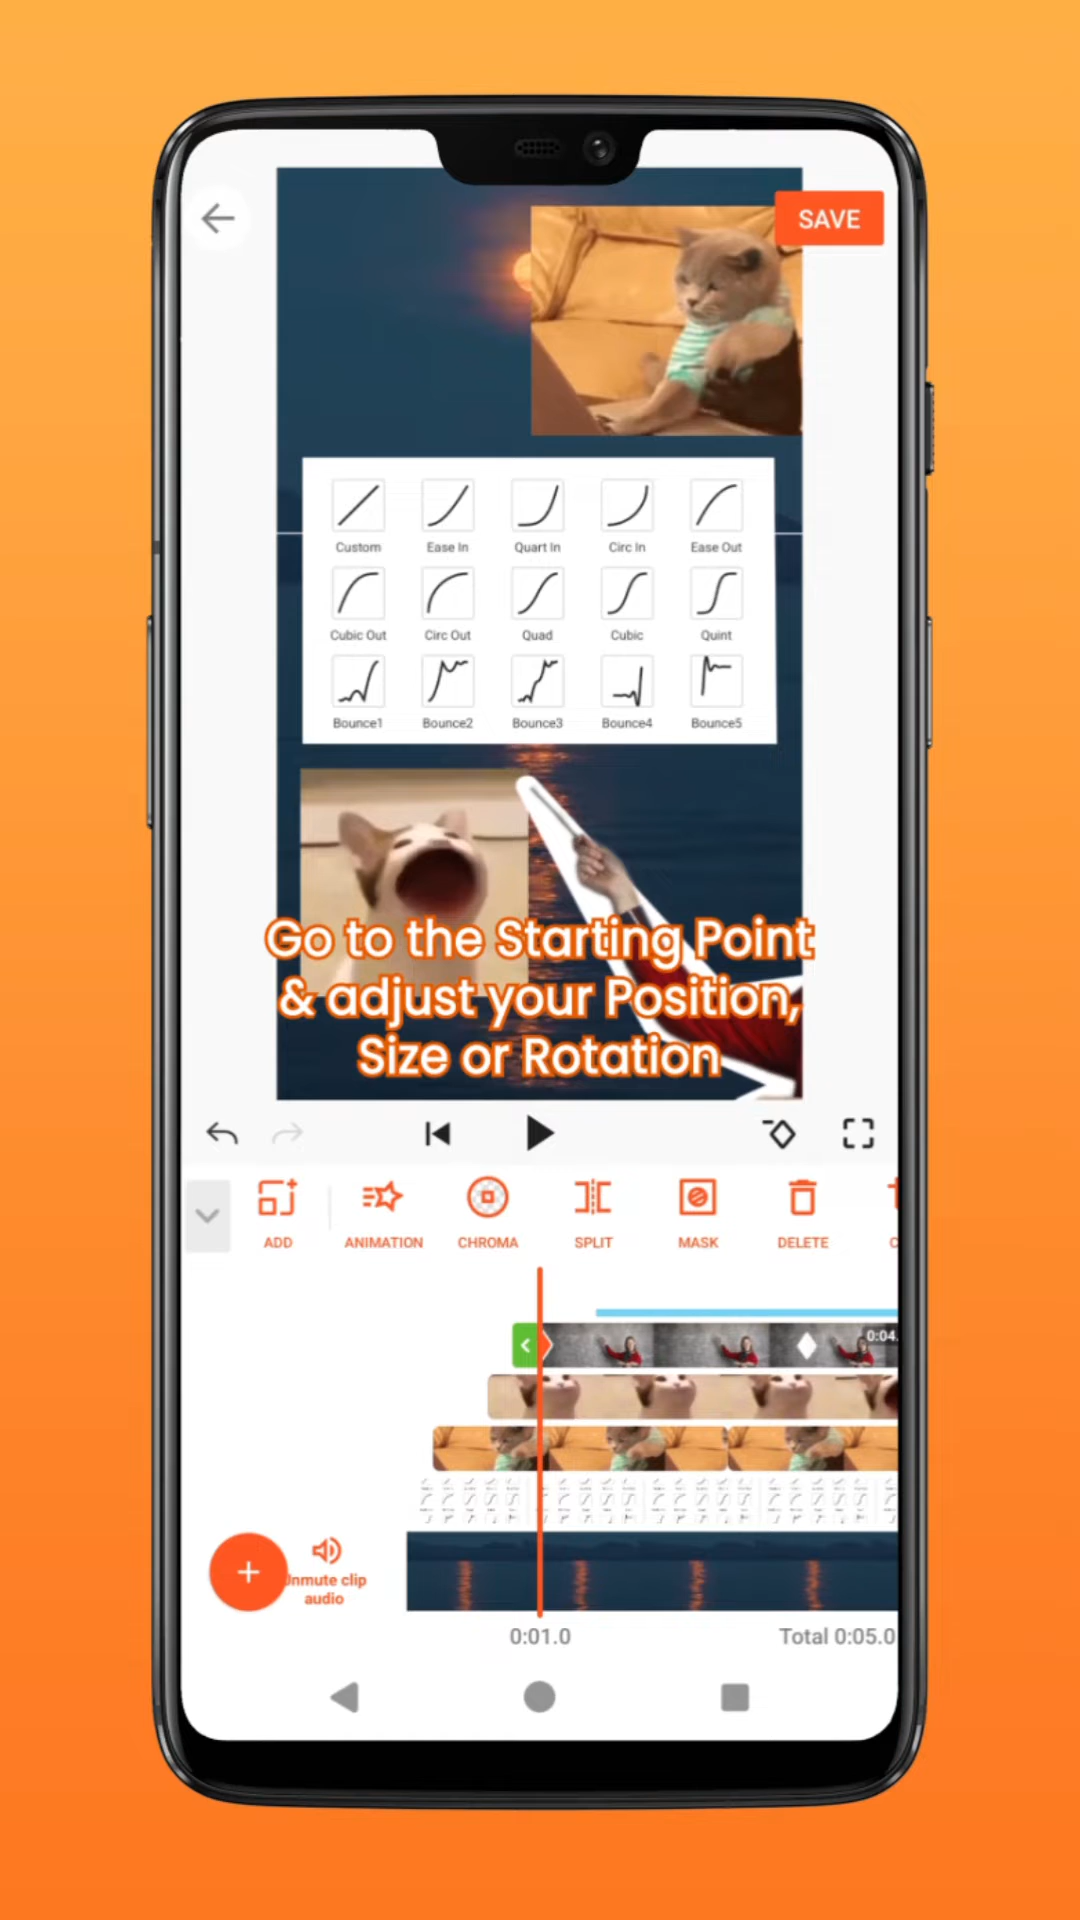 SAVE
Custom Ease In Quart In Circ In Ease Out
Cubic Out Circ Out Quad Cubic Quint
Bounce1 Bounce2 Bounce3 Bounce4 Bounce5
Go to the Starting Point
& adjust your Position,
Size or Rotation
ADD ANIMATION CHROMA SPLIT MASK DELETE
0:04.
Unmute clip
audio
0:01.0 Total 0:05.0